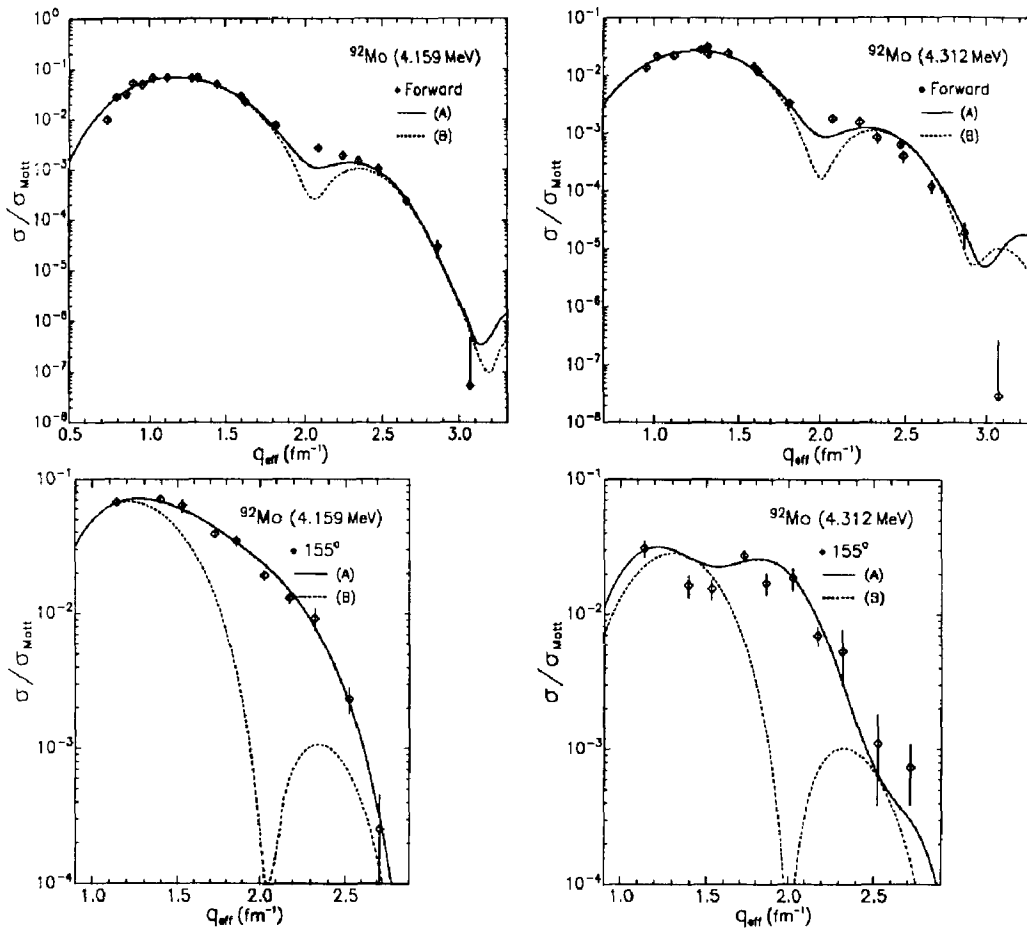 10⁰
10⁻¹
10⁻²
10⁻³
10⁻⁴
10⁻⁵
10⁻⁶
10⁻⁷
10⁻⁸
σ/σMott
⁹²Mo (4.159 MeV)
Forward
(A)
(B)
0.5 1.0 1.5 2.0 2.5 3.0
qeff (fm⁻¹)
10⁻¹
10⁻²
10⁻³
10⁻⁴
10⁻⁵
10⁻⁶
10⁻⁷
10⁻⁸
σ/σMott
⁹²Mo (4.312 MeV)
Forward
(A)
(B)
1.0 1.5 2.0 2.5 3.0
qeff (fm⁻¹)
10⁻¹
10⁻²
10⁻³
10⁻⁴
σ/σMott
⁹²Mo (4.159 MeV)
155°
(A)
(B)
1.0 1.5 2.0 2.5
qeff (fm⁻¹)
10⁻¹
10⁻²
10⁻³
10⁻⁴
σ/σMott
⁹²Mo (4.312 MeV)
155°
(A)
(B)
1.0 1.5 2.0 2.5
qeff (fm⁻¹)